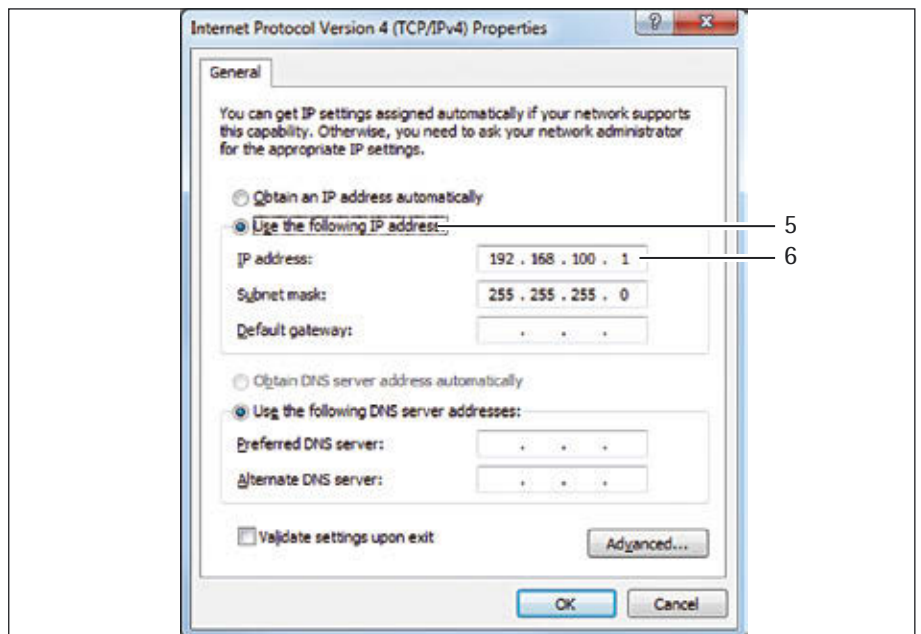 Internet Protocol Version 4 (TCP/IPv4) Properties
General
You can get IP settings assigned automatically if your network supports
this capability. Otherwise, you need to ask your network administrator
for the appropriate IP settings.
Obtain an IP address automatically
Use the following IP address: 5
IP address: 192 . 168 . 100 . 1 6
Subnet mask: 255 . 255 . 255 . 0
Default gateway: . . .
Obtain DNS server address automatically
Use the following DNS server addresses:
Preferred DNS server: . . .
Alternate DNS server: . . .
Validate settings upon exit
Advanced...
OK Cancel